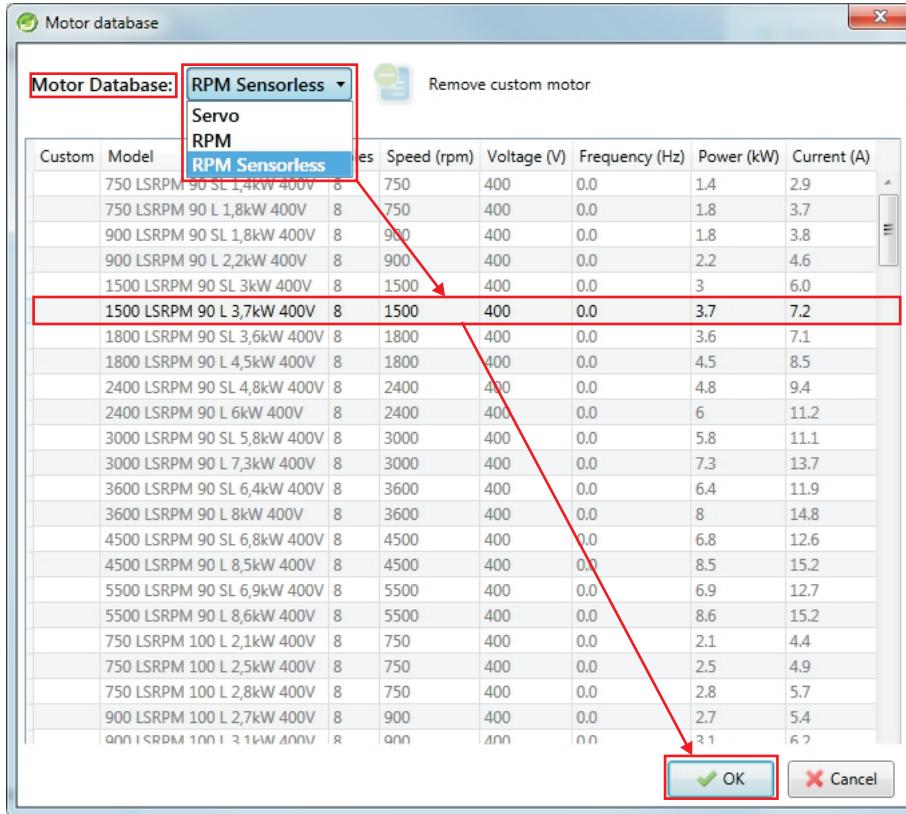 Motor database
Motor Database: RPM Sensorless Remove custom motor
Servo
RPM
RPM Sensorless
Custom Model es Speed (rpm) Voltage (V) Frequency (Hz) Power (kW) Current (A)
750 LSRPM 90 SL 1,4kW 400V 8 750 400 0.0 1.4 2.9
750 LSRPM 90 L 1,8kW 400V 8 750 400 0.0 1.8 3.7
900 LSRPM 90 SL 1,8kW 400V 8 900 400 0.0 1.8 3.8
900 LSRPM 90 L 2,2kW 400V 8 900 400 0.0 2.2 4.6
1500 LSRPM 90 SL 3kW 400V 8 1500 400 0.0 3 6.0
1500 LSRPM 90 L 3,7kW 400V 8 1500 400 0.0 3.7 7.2
1800 LSRPM 90 SL 3,6kW 400V 8 1800 400 0.0 3.6 7.1
1800 LSRPM 90 L 4,5kW 400V 8 1800 400 0.0 4.5 8.5
2400 LSRPM 90 SL 4,8kW 400V 8 2400 400 0.0 4.8 9.4
2400 LSRPM 90 L 6kW 400V 8 2400 400 0.0 6 11.2
3000 LSRPM 90 SL 5,8kW 400V 8 3000 400 0.0 5.8 11.1
3000 LSRPM 90 L 7,3kW 400V 8 3000 400 0.0 7.3 13.7
3600 LSRPM 90 SL 6,4kW 400V 8 3600 400 0.0 6.4 11.9
3600 LSRPM 90 L 8kW 400V 8 3600 400 0.0 8 14.8
4500 LSRPM 90 SL 6,8kW 400V 8 4500 400 0.0 6.8 12.6
4500 LSRPM 90 L 8,5kW 400V 8 4500 400 0.0 8.5 15.2
5500 LSRPM 90 SL 6,9kW 400V 8 5500 400 0.0 6.9 12.7
5500 LSRPM 90 L 8,6kW 400V 8 5500 400 0.0 8.6 15.2
750 LSRPM 100 L 2,1kW 400V 8 750 400 0.0 2.1 4.4
750 LSRPM 100 L 2,5kW 400V 8 750 400 0.0 2.5 4.9
750 LSRPM 100 L 2,8kW 400V 8 750 400 0.0 2.8 5.7
900 LSRPM 100 L 2,7kW 400V 8 900 400 0.0 2.7 5.4
900 LSRPM 100 L 3,1kW 400V 8 900 400 0.0 3.1 6.2
OK Cancel